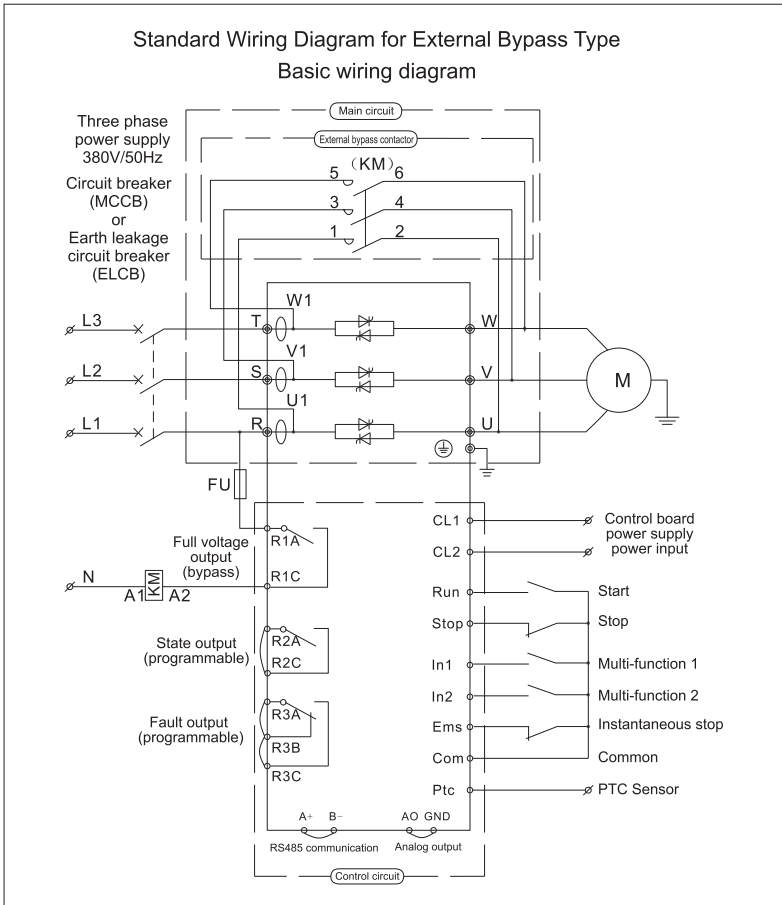 Standard Wiring Diagram for External Bypass Type
Basic wiring diagram
Main circuit
Three phase
power supply
380V/50Hz
External bypass contactor
(KM)
5 6
3 4
1 2
Circuit breaker
(MCCB)
or
Earth leakage
circuit breaker
(ELCB)
W1
L3 T W
V1
L2 S V M
U1
L1 R U
FU
CL1 Control board
power supply
CL2 power input
Full voltage
output
(bypass)
R1A
R1C
N
A1 KM A2
Run Start
Stop Stop
State output
(programmable)
R2A
R2C
In1 Multi-function 1
In2 Multi-function 2
Fault output
(programmable)
R3A
R3B
R3C
Ems Instantaneous stop
Com Common
Ptc PTC Sensor
A+ B− AO GND
RS485 communication Analog output
Control circuit